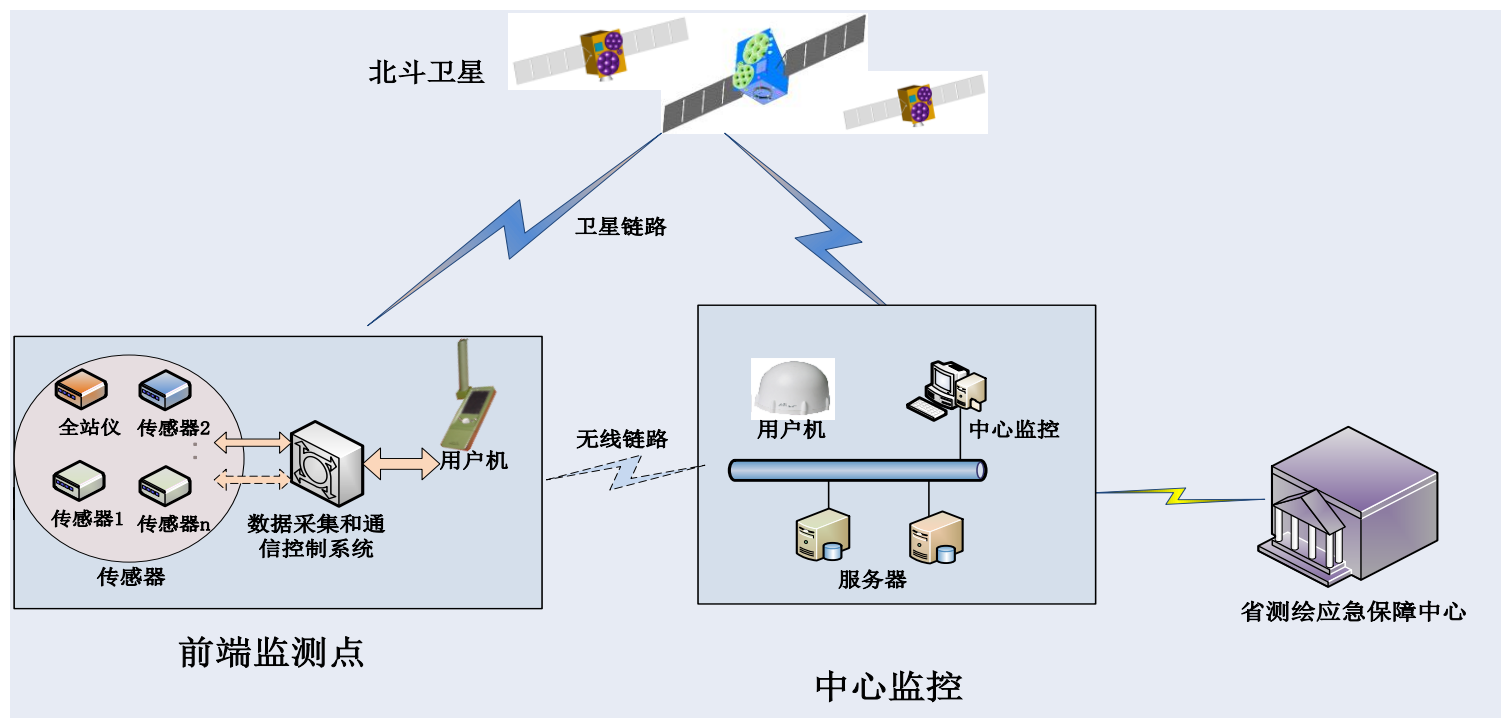 北斗卫星
卫星链路
全站仪
传感器2
传感器1
传感器n
传感器
数据采集和通
信控制系统
用户机
前端监测点
无线链路
用户机
中心监控
服务器
中心监控
省测绘应急保障中心